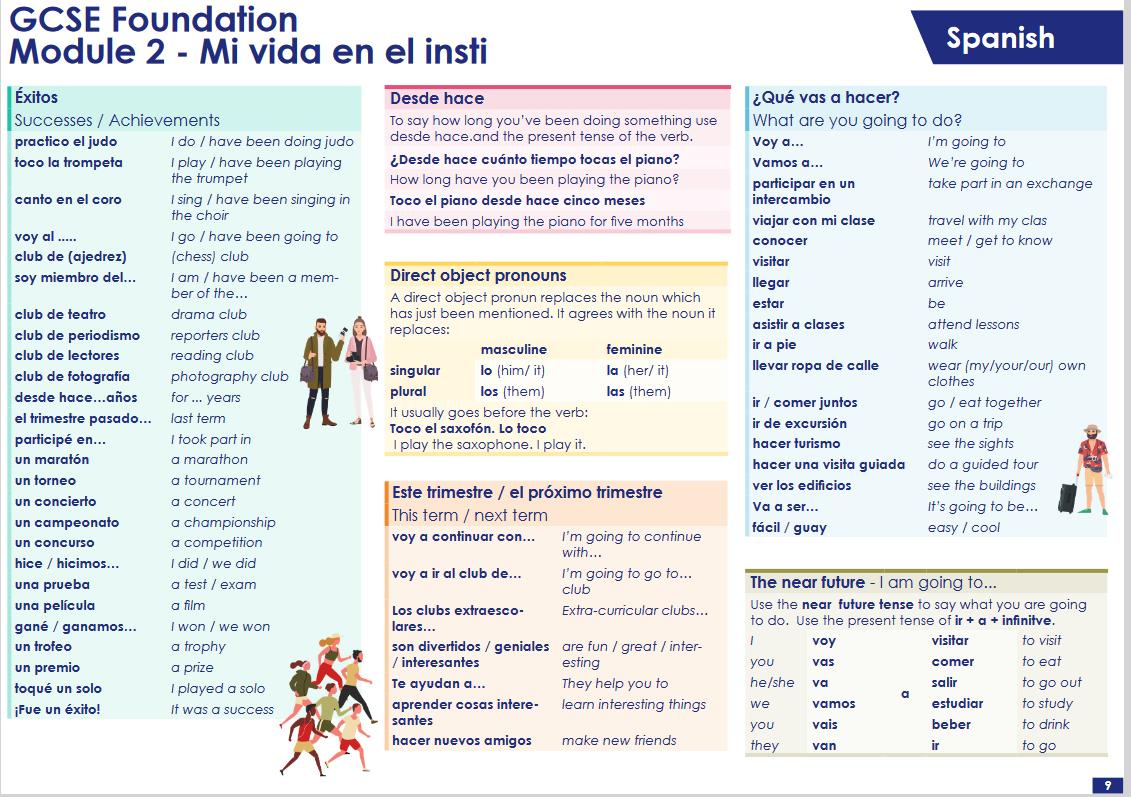 GCSE Foundation
Module 2 - Mi vida en el insti
Spanish
Éxitos
Successes / Achievements
practico el judo I do / have been doing judo
toco la trompeta I play / have been playing
the trumpet
canto en el coro I sing / have been singing in
the choir
voy al ..... I go / have been going to
club de (ajedrez) (chess) club
soy miembro del... I am / have been a mem-
ber of the...
club de teatro drama club
club de periodismo reporters club
club de lectores reading club
club de fotografía photography club
desde hace...años for ... years
el trimestre pasado... last term
participé en... I took part in
un maratón a marathon
un torneo a tournament
un concierto a concert
un campeonato a championship
un concurso a competition
hice / hicimos... I did / we did
una prueba a test / exam
una película a film
gané / ganamos... I won / we won
un trofeo a trophy
un premio a prize
toqué un solo I played a solo
¡Fue un éxito! It was a success
Desde hace
To say how long you've been doing something use
desde hace.and the present tense of the verb.
¿Desde hace cuánto tiempo tocas el piano?
How long have you been playing the piano?
Toco el piano desde hace cinco meses
I have been playing the piano for five months
Direct object pronouns
A direct object pronun replaces the noun which
has just been mentioned. It agrees with the noun it
replaces:
masculine feminine
singular lo (him/ it) la (her/ it)
plural los (them) las (them)
It usually goes before the verb:
Toco el saxofón. Lo toco
I play the saxophone. I play it.
Este trimestre / el próximo trimestre
This term / next term
voy a continuar con... I'm going to continue
with...
voy a ir al club de... I'm going to go to...
club
Los clubs extraesco-
lares... Extra-curricular clubs...
son divertidos / geniales are fun / great / inter-
/ interesantes esting
Te ayudan a... They help you to
aprender cosas intere-
santes learn interesting things
hacer nuevos amigos make new friends
¿Qué vas a hacer?
What are you going to do?
Voy a... I'm going to
Vamos a... We're going to
participar en un take part in an exchange
intercambio
viajar con mi clase travel with my clas
conocer meet / get to know
visitar visit
llegar arrive
estar be
asistir a clases attend lessons
ir a pie walk
llevar ropa de calle wear (my/your/our) own
clothes
ir / comer juntos go / eat together
ir de excursión go on a trip
hacer turismo see the sights
hacer una visita guiada do a guided tour
ver los edificios see the buildings
Va a ser... It's going to be...
fácil / guay easy / cool
The near future - I am going to...
Use the near future tense to say what you are going
to do. Use the present tense of ir + a + infinitve.
I voy visitar to visit
you vas comer to eat
he/she va salir to go out
a
we vamos estudiar to study
you vais beber to drink
they van ir to go
9